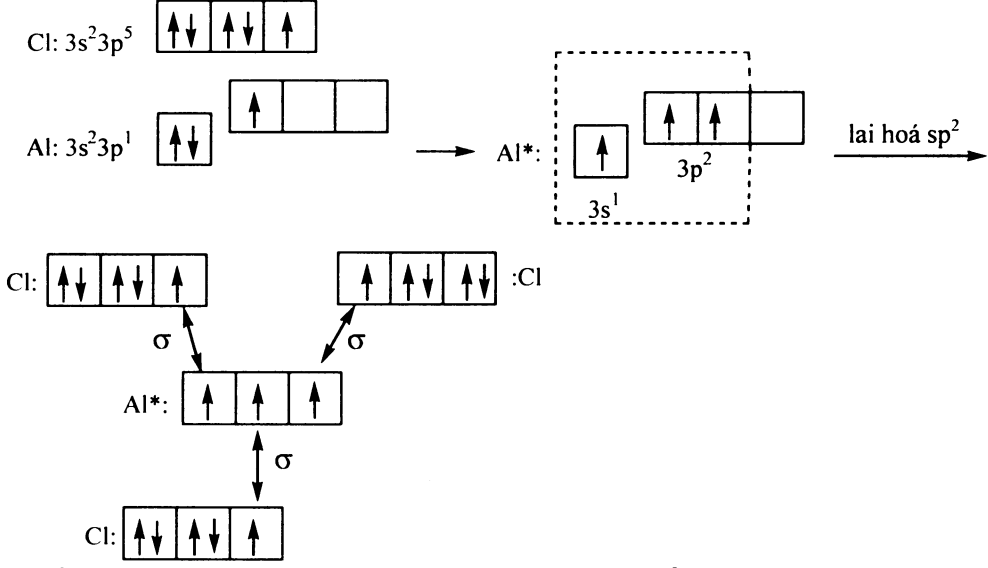 Cl: 3s²3p⁵
Al: 3s²3p¹
Al*:
3s¹
3p²
lai hoá sp²
Cl:
:Cl
σ
σ
Al*:
σ
Cl: